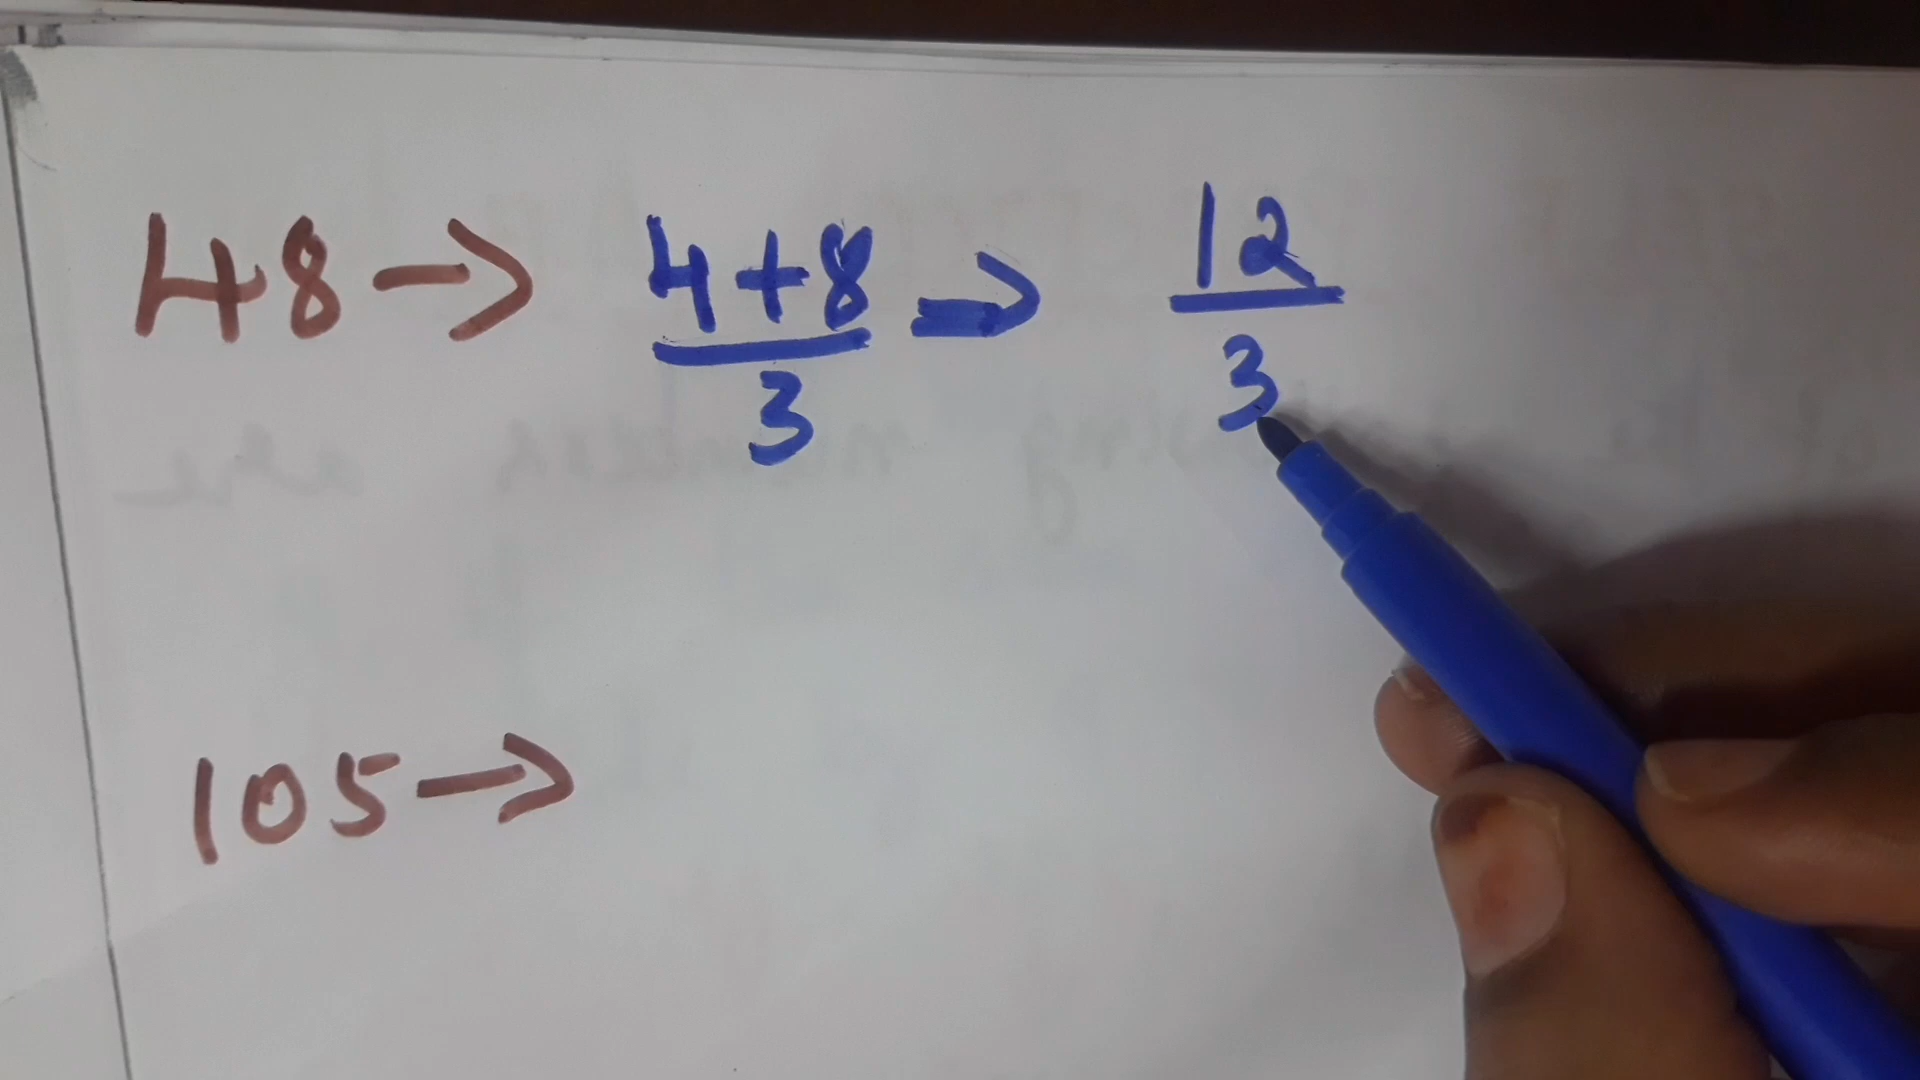 48 → 4+8/3 ⇒ 12/3
105 →